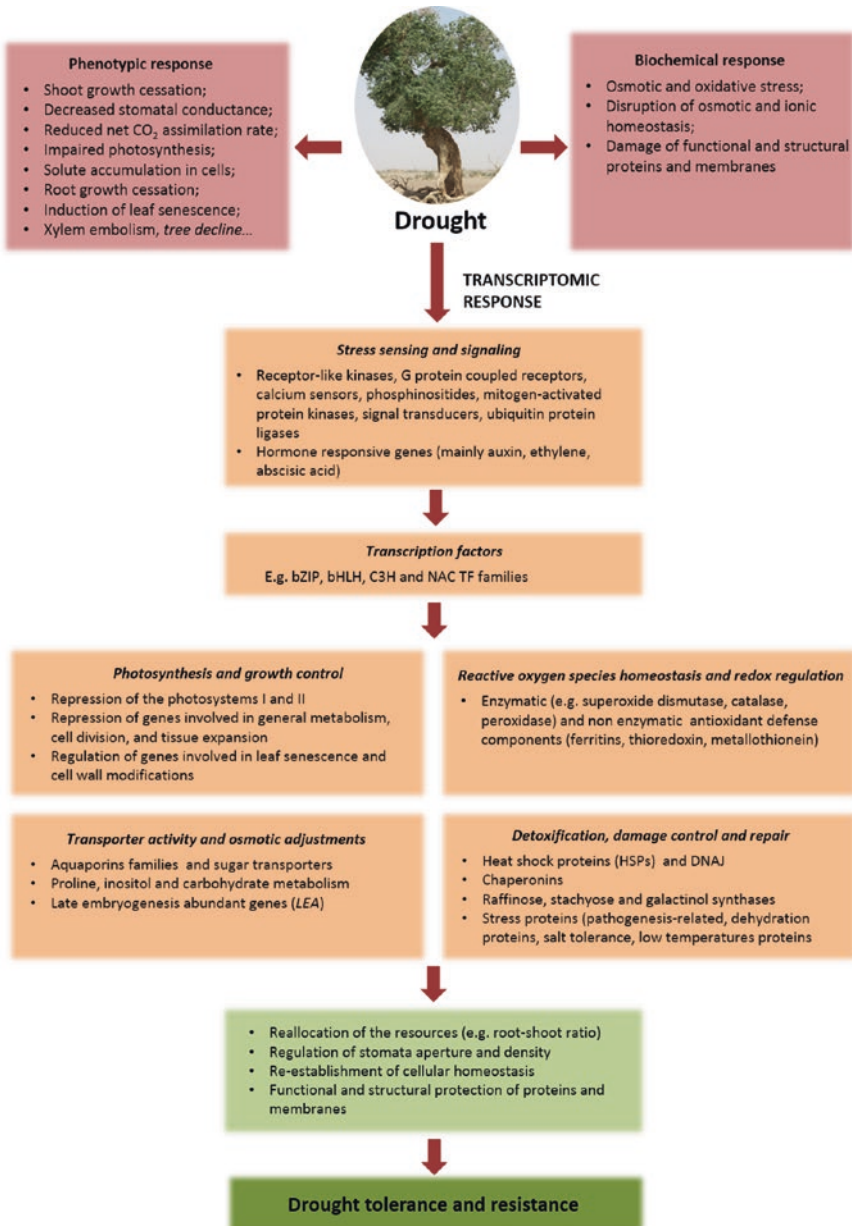 Phenotypic response
• Shoot growth cessation;
• Decreased stomatal conductance;
• Reduced net CO₂ assimilation rate;
• Impaired photosynthesis;
• Solute accumulation in cells;
• Root growth cessation;
• Induction of leaf senescence;
• Xylem embolism, tree decline...
Biochemical response
• Osmotic and oxidative stress;
• Disruption of osmotic and ionic
homeostasis;
• Damage of functional and structural
proteins and membranes
Drought
TRANSCRIPTOMIC
RESPONSE
Stress sensing and signaling
• Receptor-like kinases, G protein coupled receptors,
calcium sensors, phosphinositides, mitogen-activated
protein kinases, signal transducers, ubiquitin protein
ligases
• Hormone responsive genes (mainly auxin, ethylene,
abscisic acid)
Transcription factors
E.g. bZIP, bHLH, C3H and NAC TF families
Photosynthesis and growth control
• Repression of the photosystems I and II
• Repression of genes involved in general metabolism,
cell division, and tissue expansion
• Regulation of genes involved in leaf senescence and
cell wall modifications
Reactive oxygen species homeostasis and redox regulation
• Enzymatic (e.g. superoxide dismutase, catalase,
peroxidase) and non enzymatic antioxidant defense
components (ferritins, thioredoxin, metallothionein)
Transporter activity and osmotic adjustments
• Aquaporins families and sugar transporters
• Proline, inositol and carbohydrate metabolism
• Late embryogenesis abundant genes (LEA)
Detoxification, damage control and repair
• Heat shock proteins (HSPs) and DNAJ
• Chaperonins
• Raffinose, stachyose and galactinol synthases
• Stress proteins (pathogenesis-related, dehydration
proteins, salt tolerance, low temperatures proteins
• Reallocation of the resources (e.g. root-shoot ratio)
• Regulation of stomata aperture and density
• Re-establishment of cellular homeostasis
• Functional and structural protection of proteins and
membranes
Drought tolerance and resistance